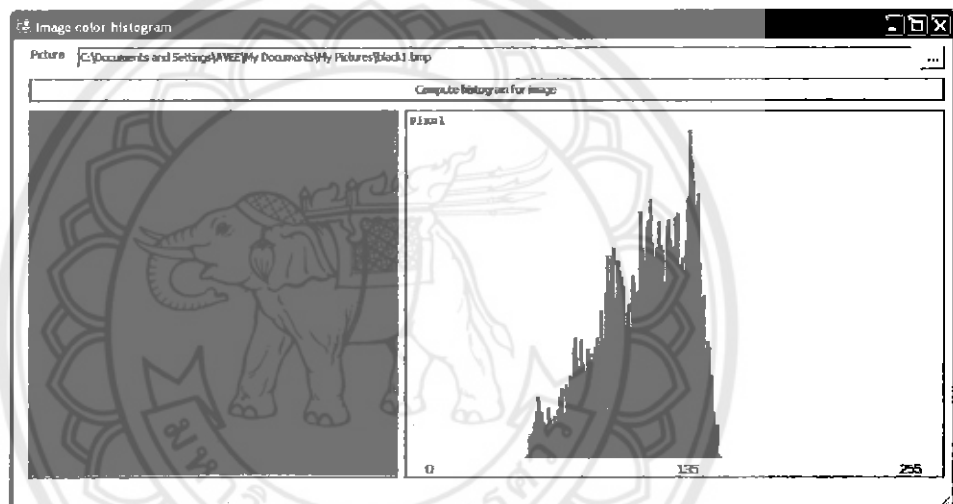 Image color histogram
Picture C:\Documents and Settings\AVEE\My Documents\My Pictures\black1.bmp ...
Compute histogram for image
Pixel
0 135 255